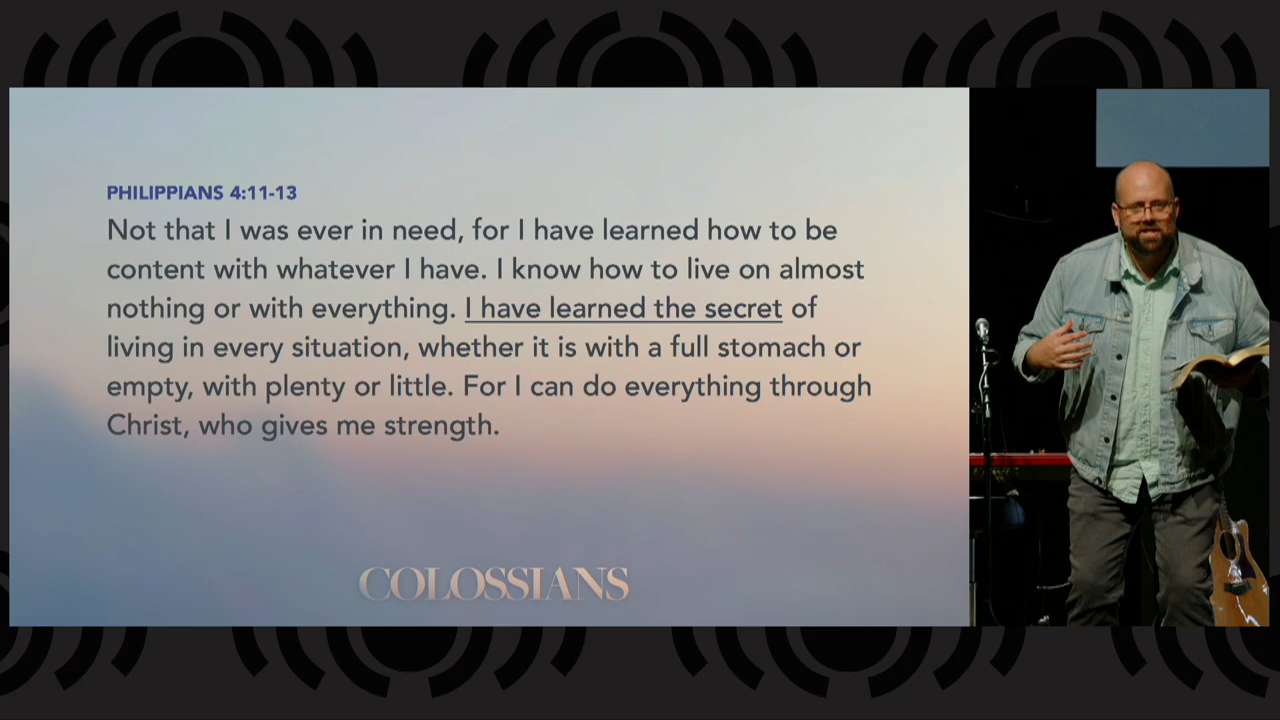 PHILIPPIANS 4:11-13
Not that I was ever in need, for I have learned how to be
content with whatever I have. I know how to live on almost
nothing or with everything. I have learned the secret of
living in every situation, whether it is with a full stomach or
empty, with plenty or little. For I can do everything through
Christ, who gives me strength.
COLOSSIANS